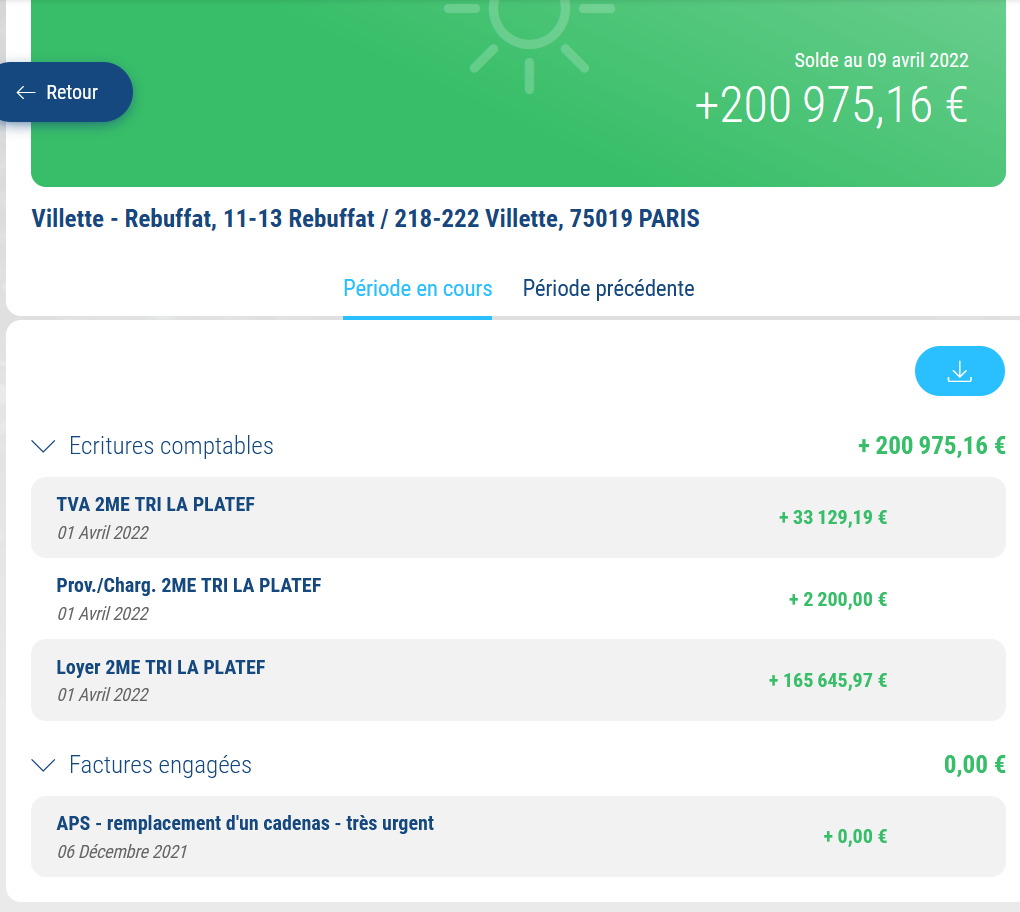 Solde au 09 avril 2022
Retour
+200 975,16 €
Villette - Rebuffat, 11-13 Rebuffat / 218-222 Villette, 75019 PARIS
Période en cours Période précédente
Ecritures comptables + 200 975,16 €
TVA 2ME TRI LA PLATEF
01 Avril 2022
+ 33 129,19 €
Prov./Charg. 2ME TRI LA PLATEF
01 Avril 2022
+ 2 200,00 €
Loyer 2ME TRI LA PLATEF
01 Avril 2022
+ 165 645,97 €
Factures engagées 0,00 €
APS - remplacement d'un cadenas - très urgent
06 Décembre 2021
+ 0,00 €